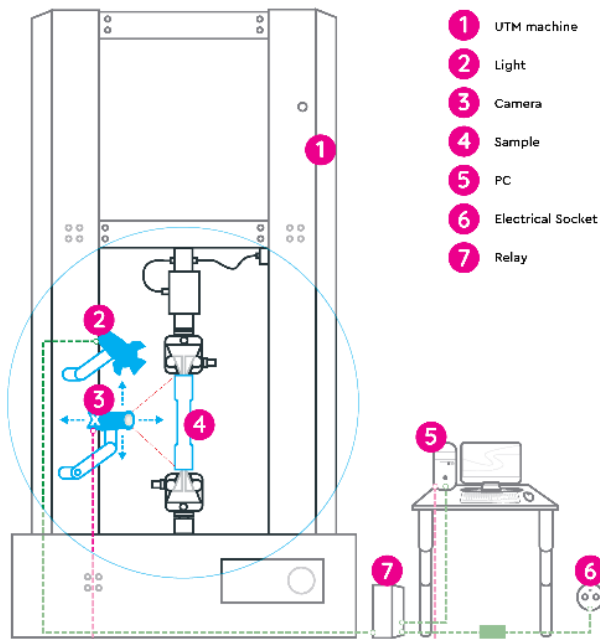 1 UTM machine
2 Light
3 Camera
4 Sample
5 PC
6 Electrical Socket
7 Relay
1
2
3
4
5
6
7